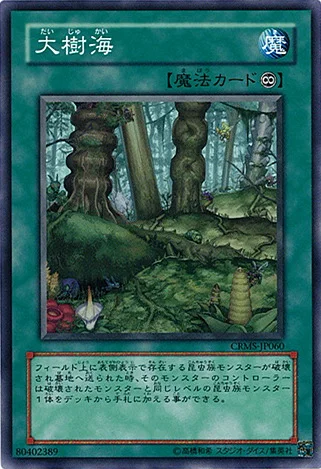 大樹海
だい じゅ かい
魔
【魔法カード】
CRMS-JP060
フィールド上に表側表示で存在する昆虫族モンスターが破壊
され墓地へ送られた時、そのモンスターのコントローラー
は破壊されたモンスターと同じレベルの昆虫族モンスター
1体をデッキから手札に加える事ができる。
80402389
©高橋和希 スタジオ・ダイス/集英社